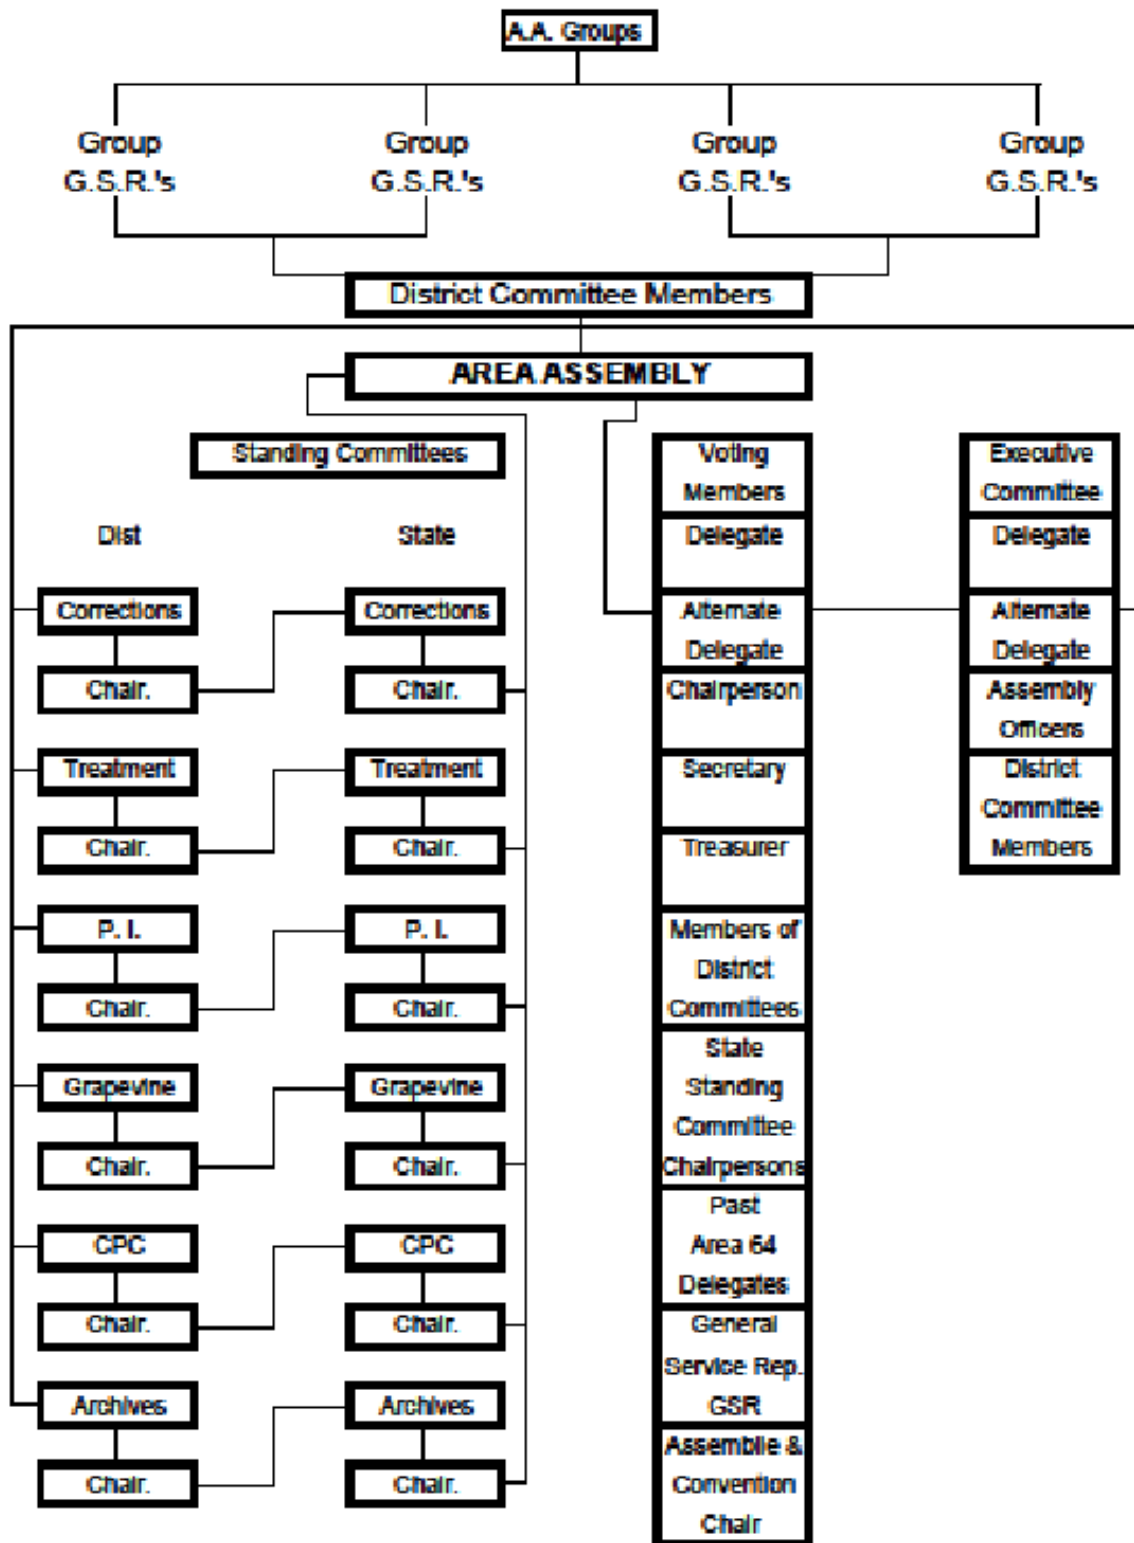 A.A. Groups
Group Group Group Group
G.S.R.'s G.S.R.'s G.S.R.'s G.S.R.'s
District Committee Members
AREA ASSEMBLY
Standing Committees
Dist State
Corrections Corrections
Chair. Chair.
Treatment Treatment
Chair. Chair.
P. I. P. I.
Chair. Chair.
Grapevine Grapevine
Chair. Chair.
CPC CPC
Chair. Chair.
Archives Archives
Chair. Chair.
Voting
Members
Delegate
Alternate
Delegate
Chairperson
Secretary
Treasurer
Members of
District
Committees
State
Standing
Committee
Chairpersons
Past
Area 64
Delegates
General
Service Rep.
GSR
Assemblie &
Convention
Chair
Executive
Committee
Delegate
Alternate
Delegate
Assembly
Officers
District
Committee
Members